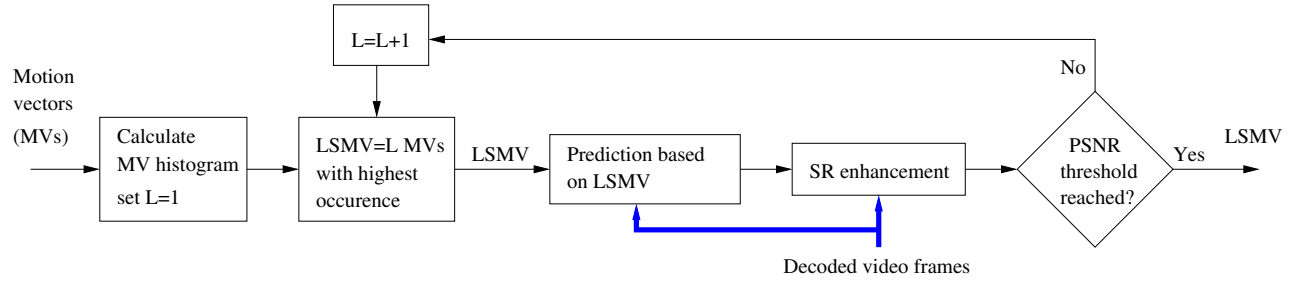 L=L+1
Motion
vectors
(MVs)
Calculate
MV histogram
set L=1
LSMV=L MVs
with highest
occurence
LSMV
Prediction based
on LSMV
SR enhancement
No
PSNR
threshold
reached?
Yes
LSMV
Decoded video frames